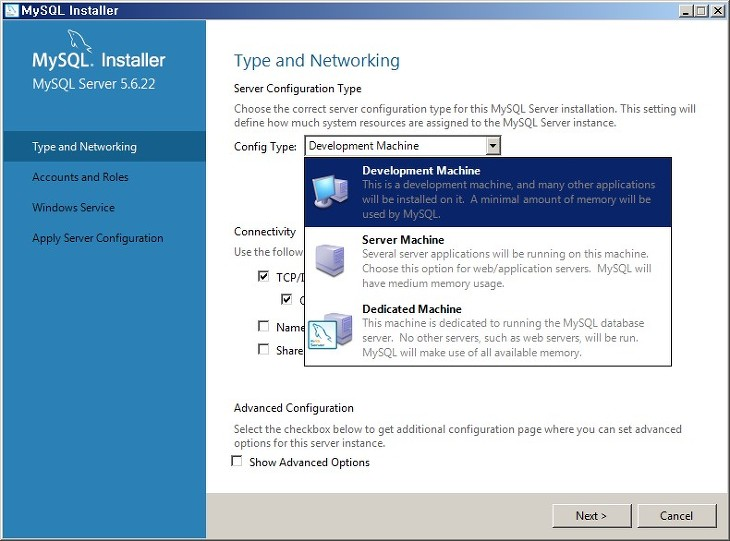 MySQL Installer
MySQL. Installer
MySQL Server 5.6.22
Type and Networking
Accounts and Roles
Windows Service
Apply Server Configuration
Type and Networking
Server Configuration Type
Choose the correct server configuration type for this MySQL Server installation. This setting will
define how much system resources are assigned to the MySQL Server instance.
Config Type: Development Machine
Development Machine
This is a development machine, and many other applications
will be installed on it. A minimal amount of memory will be
used by MySQL.
Server Machine
Several server applications will be running on this machine.
Choose this option for web/application servers. MySQL will
have medium memory usage.
Dedicated Machine
This machine is dedicated to running the MySQL database
server. No other servers, such as web servers, will be run.
MySQL will make use of all available memory.
Connectivity
Use the follow
TCP/I
Name
Share
Advanced Configuration
Select the checkbox below to get additional configuration page where you can set advanced
options for this server instance.
Show Advanced Options
Next >
Cancel